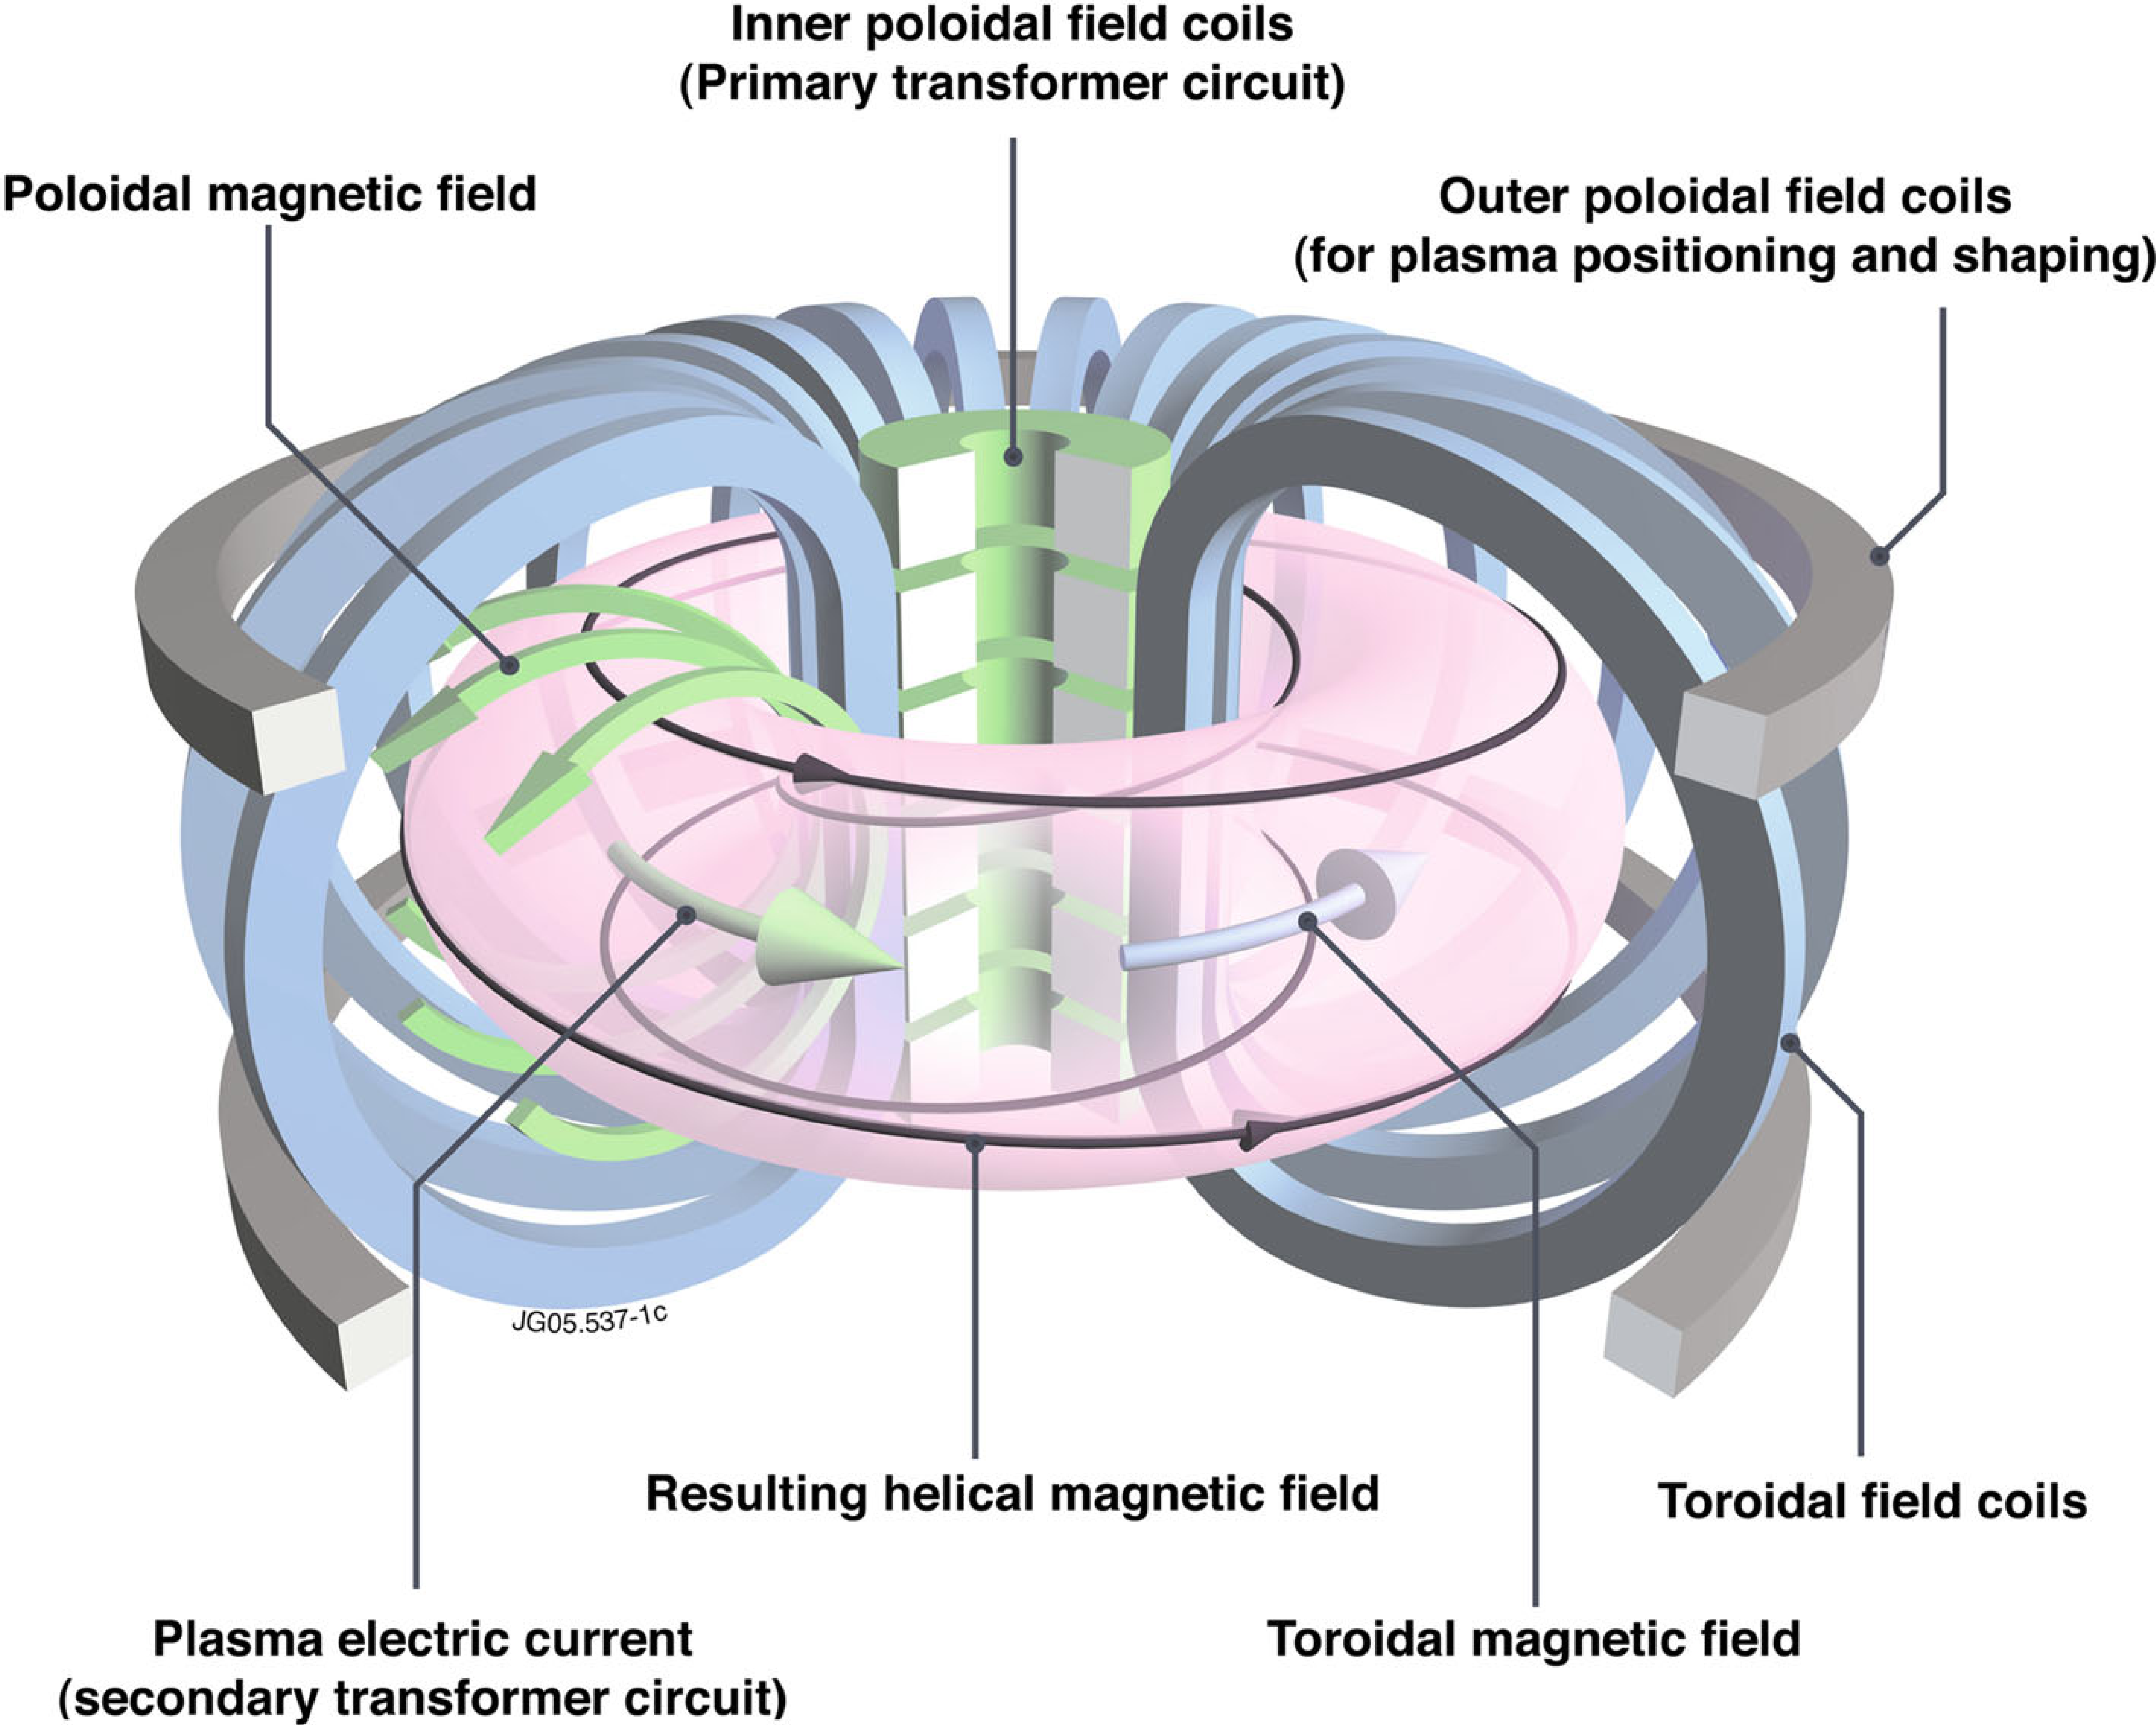 Inner poloidal field coils
(Primary transformer circuit)
Poloidal magnetic field
Outer poloidal field coils
(for plasma positioning and shaping)
JG05.537-1c
Resulting helical magnetic field
Toroidal field coils
Plasma electric current
(secondary transformer circuit)
Toroidal magnetic field